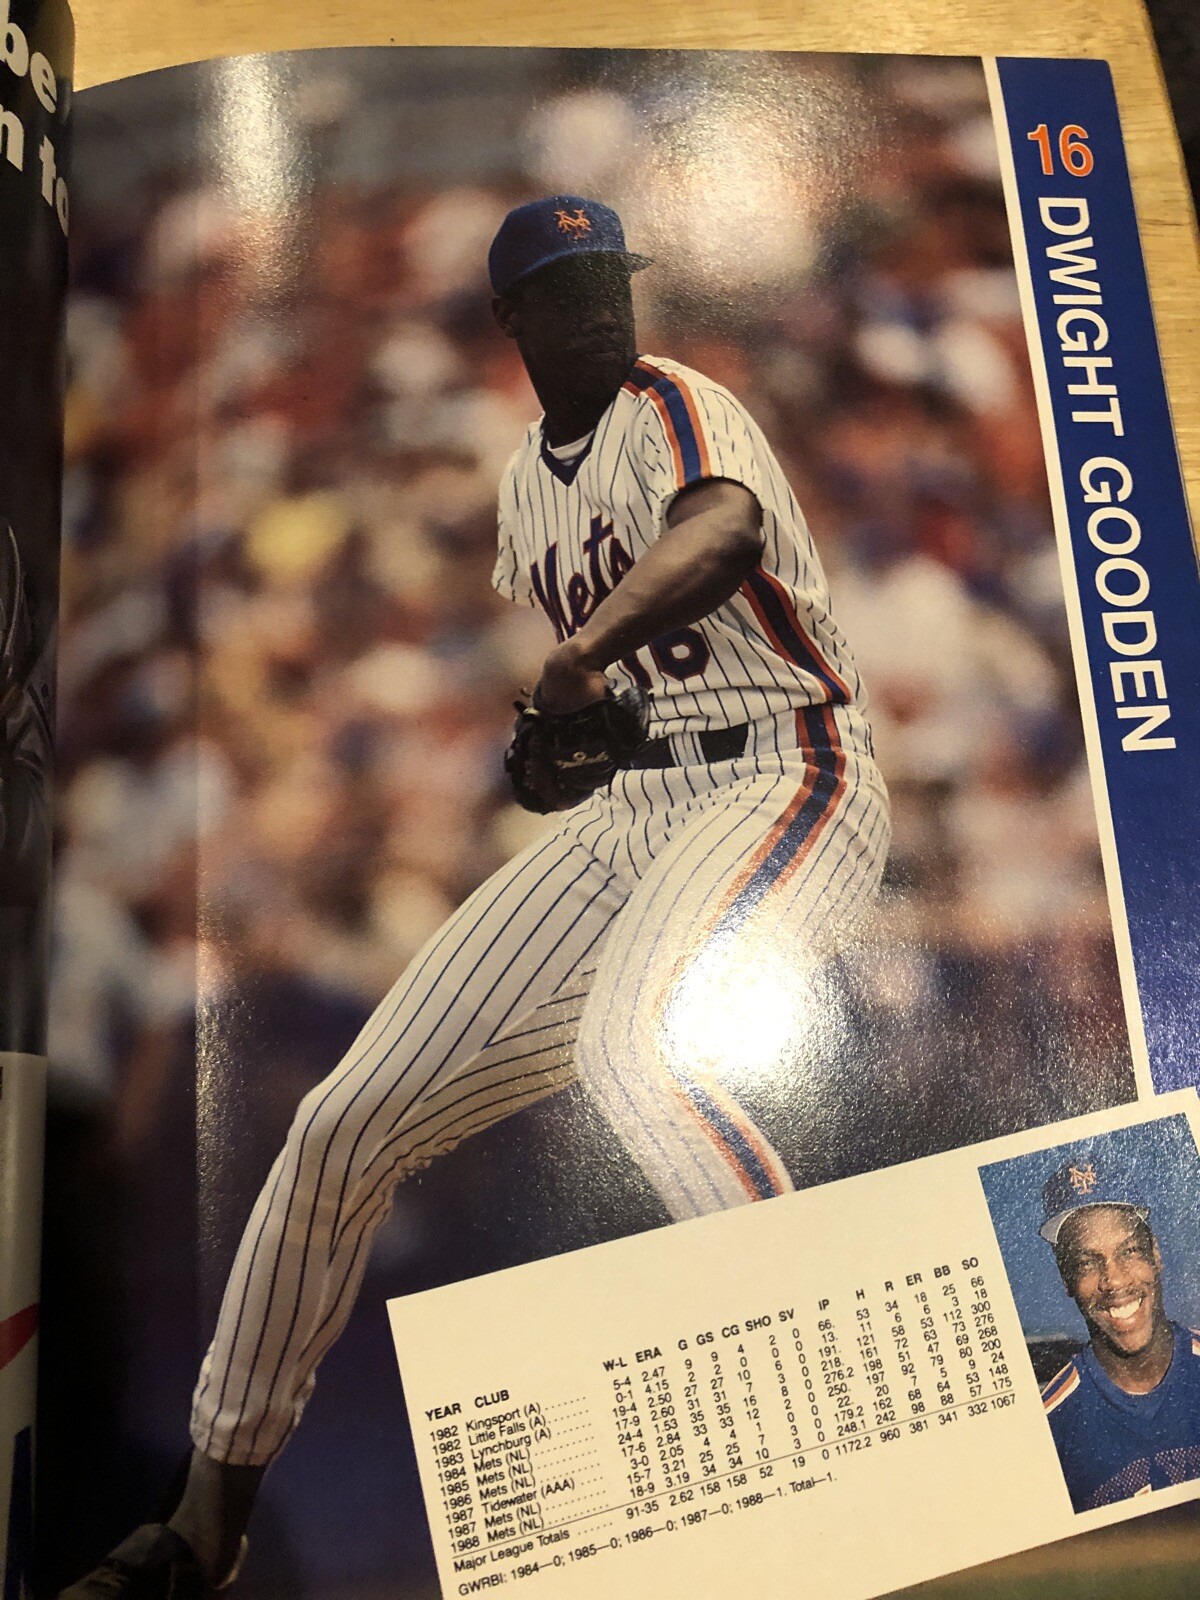 be
n to
16 DWIGHT GOODEN
Mets
16
YEAR CLUB W-L ERA G GS CG SHO SV IP H R ER BB SO
1982 Kingsport (A) ........ 5-4 2.47 9 9 4 2 0 66. 53 34 18 25 66
1982 Little Falls (A) ....... 0-1 4.15 2 2 0 0 0 13. 11 6 6 3 18
1983 Lynchburg (A) ....... 19-4 2.50 27 27 10 6 0 191. 121 58 53 112 300
1984 Mets (NL) .......... 17-9 2.60 31 31 7 3 0 218. 161 72 63 73 276
1985 Mets (NL) .......... 24-4 1.53 35 35 16 8 0 276.2 198 51 47 69 268
1986 Mets (NL) .......... 17-6 2.84 33 33 12 2 0 250. 197 92 79 80 200
1987 Tidewater (AAA) .... 3-0 2.05 4 4 1 0 0 22. 20 7 5 9 24
1987 Mets (NL) .......... 15-7 3.21 25 25 7 3 0 179.2 162 68 64 53 148
1988 Mets (NL) .......... 18-9 3.19 34 34 10 3 0 248.1 242 98 88 57 175
Major League Totals ...... 91-35 2.62 158 158 52 19 0 1172.2 960 381 341 332 1067
GWRBI: 1984—0; 1985—0; 1986—0; 1987—0; 1988—1. Total—1.